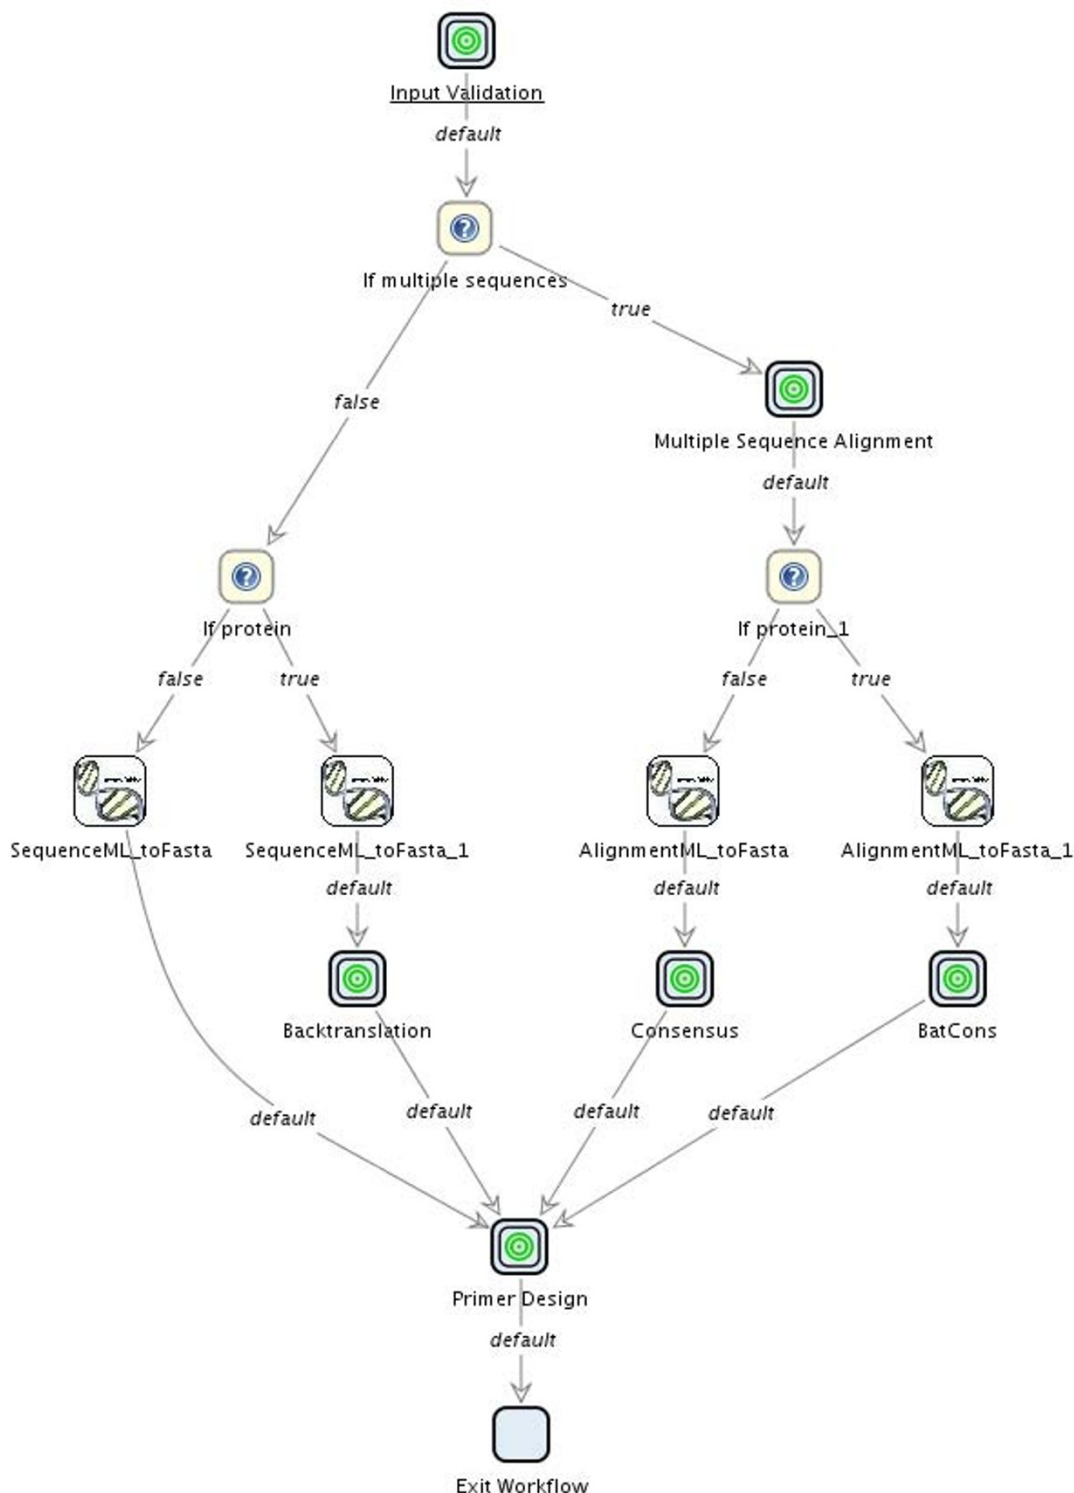 Input Validation
default
If multiple sequences
true
false
Multiple Sequence Alignment
default
If protein
If protein_1
false
true
false
true
SequenceML_toFasta
SequenceML_toFasta_1
AlignmentML_toFasta
AlignmentML_toFasta_1
default
default
default
Backtranslation
Consensus
BatCons
default
default
default
default
Primer Design
default
Exit Workflow